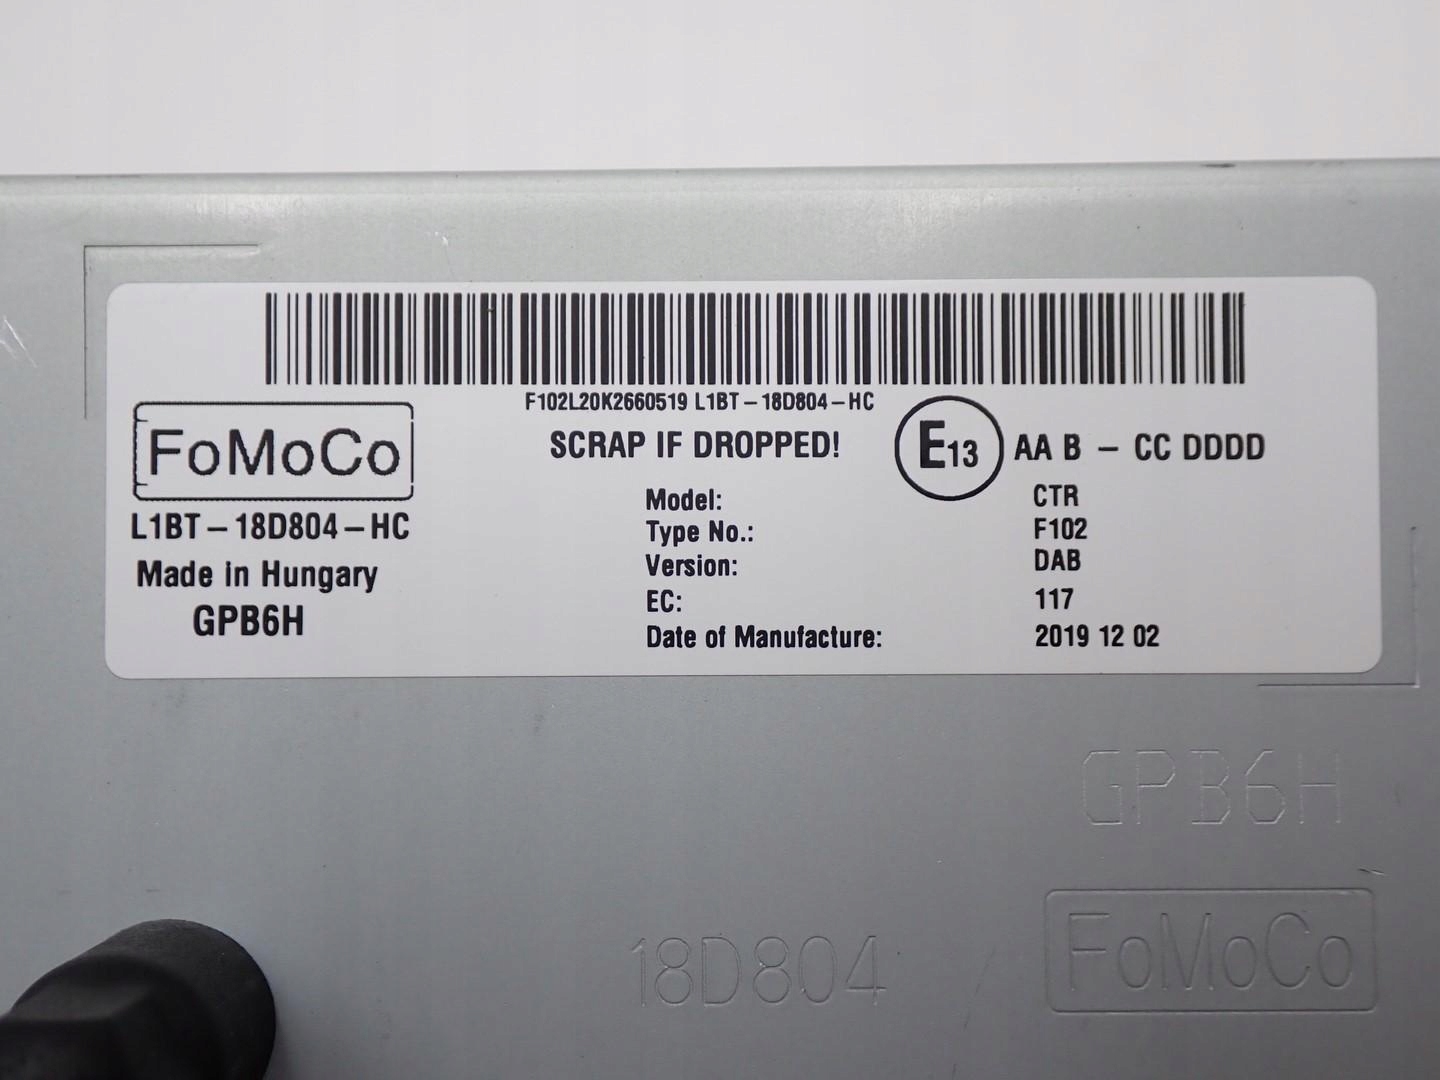 F102L20K2660519 L1BT-18D804-HC
FoMoCo
SCRAP IF DROPPED!
E13
AA B - CC DDDD
L1BT-18D804-HC
Made in Hungary
GPB6H
Model: CTR
Type No.: F102
Version: DAB
EC: 117
Date of Manufacture: 2019 12 02
GPB6H
18D804
FoMoCo